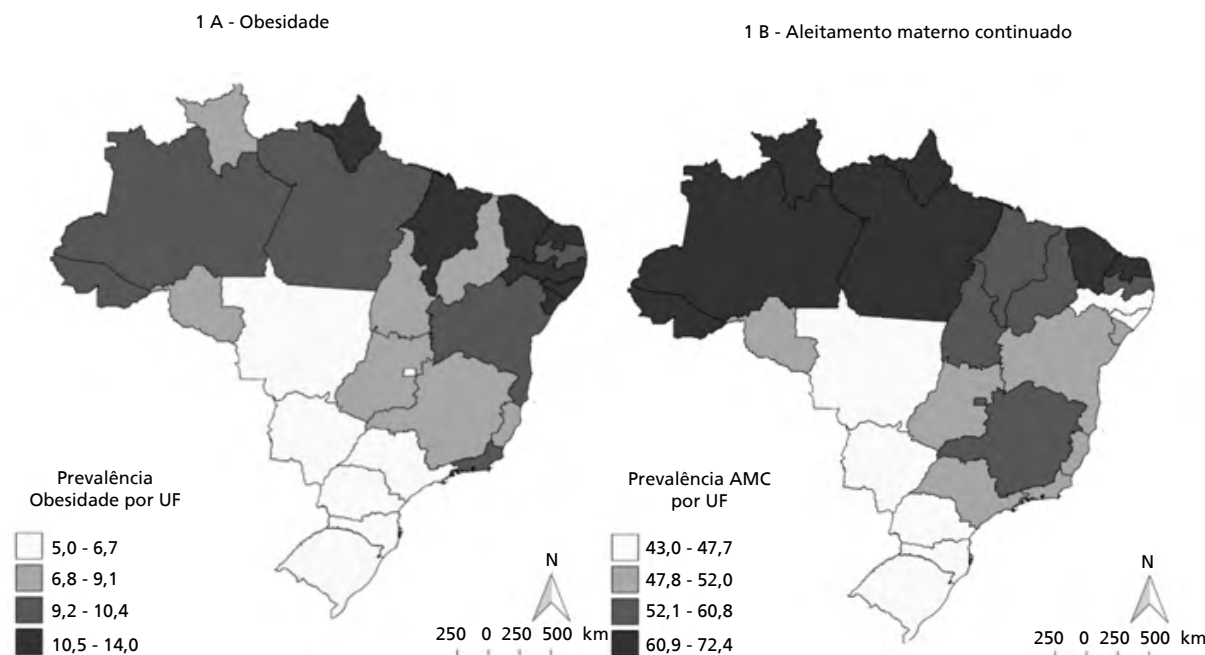 1 A - Obesidade
Prevalência
Obesidade por UF
5,0 - 6,7
6,8 - 9,1
9,2 - 10,4
10,5 - 14,0
N
250 0 250 500 km
1 B - Aleitamento materno continuado
Prevalência AMC
por UF
43,0 - 47,7
47,8 - 52,0
52,1 - 60,8
60,9 - 72,4
N
250 0 250 500 km